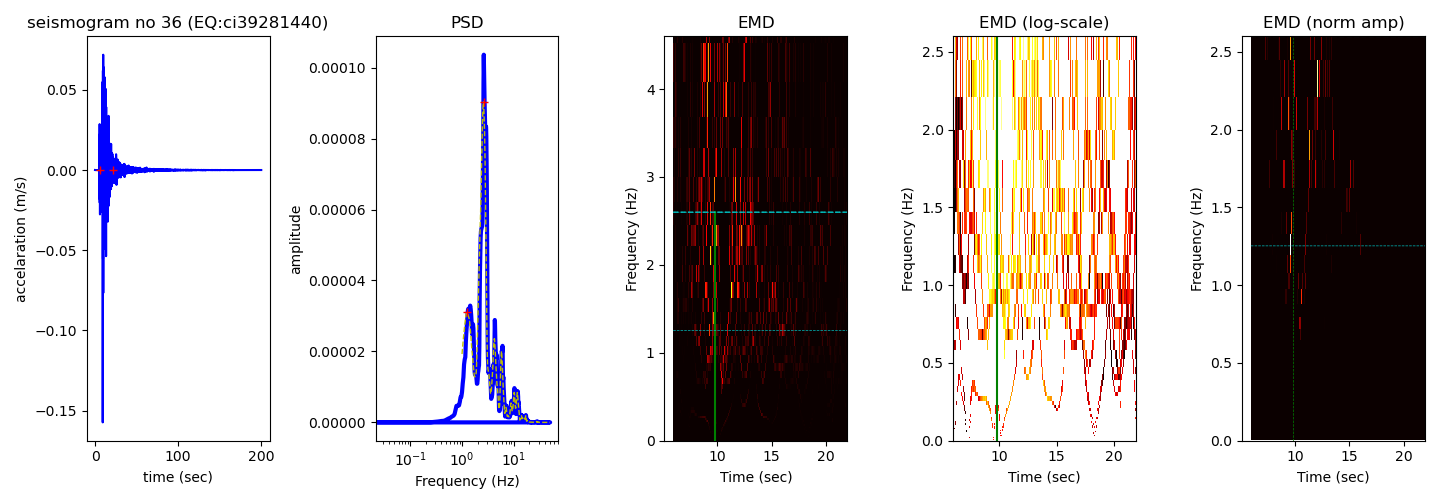 seismogram no 36 (EQ:ci39281440)
accelaration (m/s)
0.05
0.00
−0.05
−0.10
−0.15
0
100
200
time (sec)
PSD
amplitude
0.00010
0.00008
0.00006
0.00004
0.00002
0.00000
10⁻¹
10⁰
10¹
Frequency (Hz)
EMD
Frequency (Hz)
4
3
2
1
0
10
15
20
Time (sec)
EMD (log-scale)
Frequency (Hz)
2.5
2.0
1.5
1.0
0.5
0.0
10
15
20
Time (sec)
EMD (norm amp)
Frequency (Hz)
2.5
2.0
1.5
1.0
0.5
0.0
10
15
20
Time (sec)